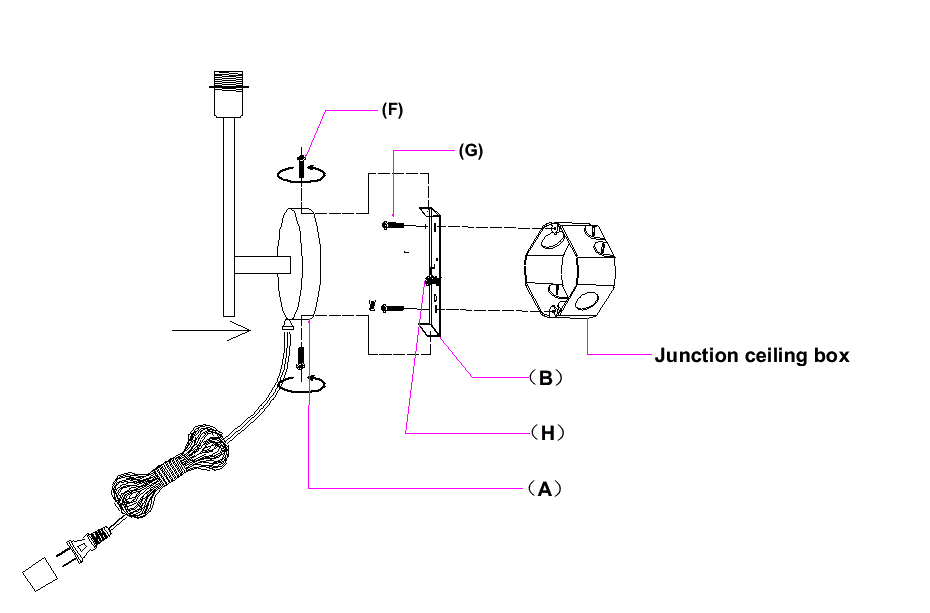 (F)
(G)
Junction ceiling box
（B）
（H）
（A）